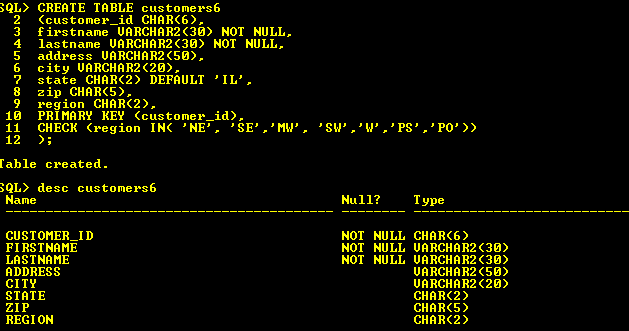 SQL> CREATE TABLE customers6
2 (customer_id CHAR(6),
3 firstname VARCHAR2(30) NOT NULL,
4 lastname VARCHAR2(30) NOT NULL,
5 address VARCHAR2(50),
6 city VARCHAR2(20),
7 state CHAR(2) DEFAULT 'IL',
8 zip CHAR(5),
9 region CHAR(2),
10 PRIMARY KEY (customer_id),
11 CHECK (region IN( 'NE', 'SE','MW', 'SW','W','PS','PO'))
12 );
Table created.
SQL> desc customers6
Name Null? Type
----------------------------------------- -------- ----------------------------
CUSTOMER_ID NOT NULL CHAR(6)
FIRSTNAME NOT NULL VARCHAR2(30)
LASTNAME NOT NULL VARCHAR2(30)
ADDRESS VARCHAR2(50)
CITY VARCHAR2(20)
STATE CHAR(2)
ZIP CHAR(5)
REGION CHAR(2)